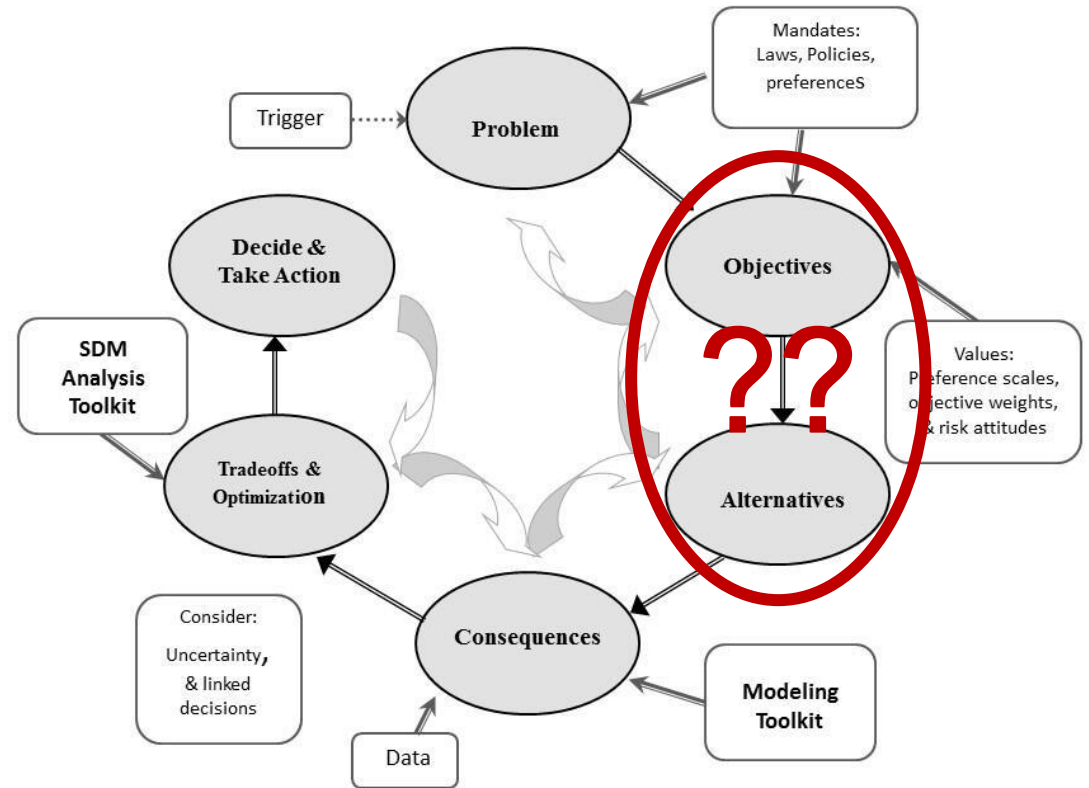 Mandates:
Laws, Policies,
preferences
Trigger
Problem
Decide &
Take Action
Objectives
??
SDM
Analysis
Toolkit
Values:
Preference scales,
objective weights,
& risk attitudes
Tradeoffs &
Optimization
Alternatives
Consider:
Uncertainty,
& linked
decisions
Consequences
Modeling
Toolkit
Data